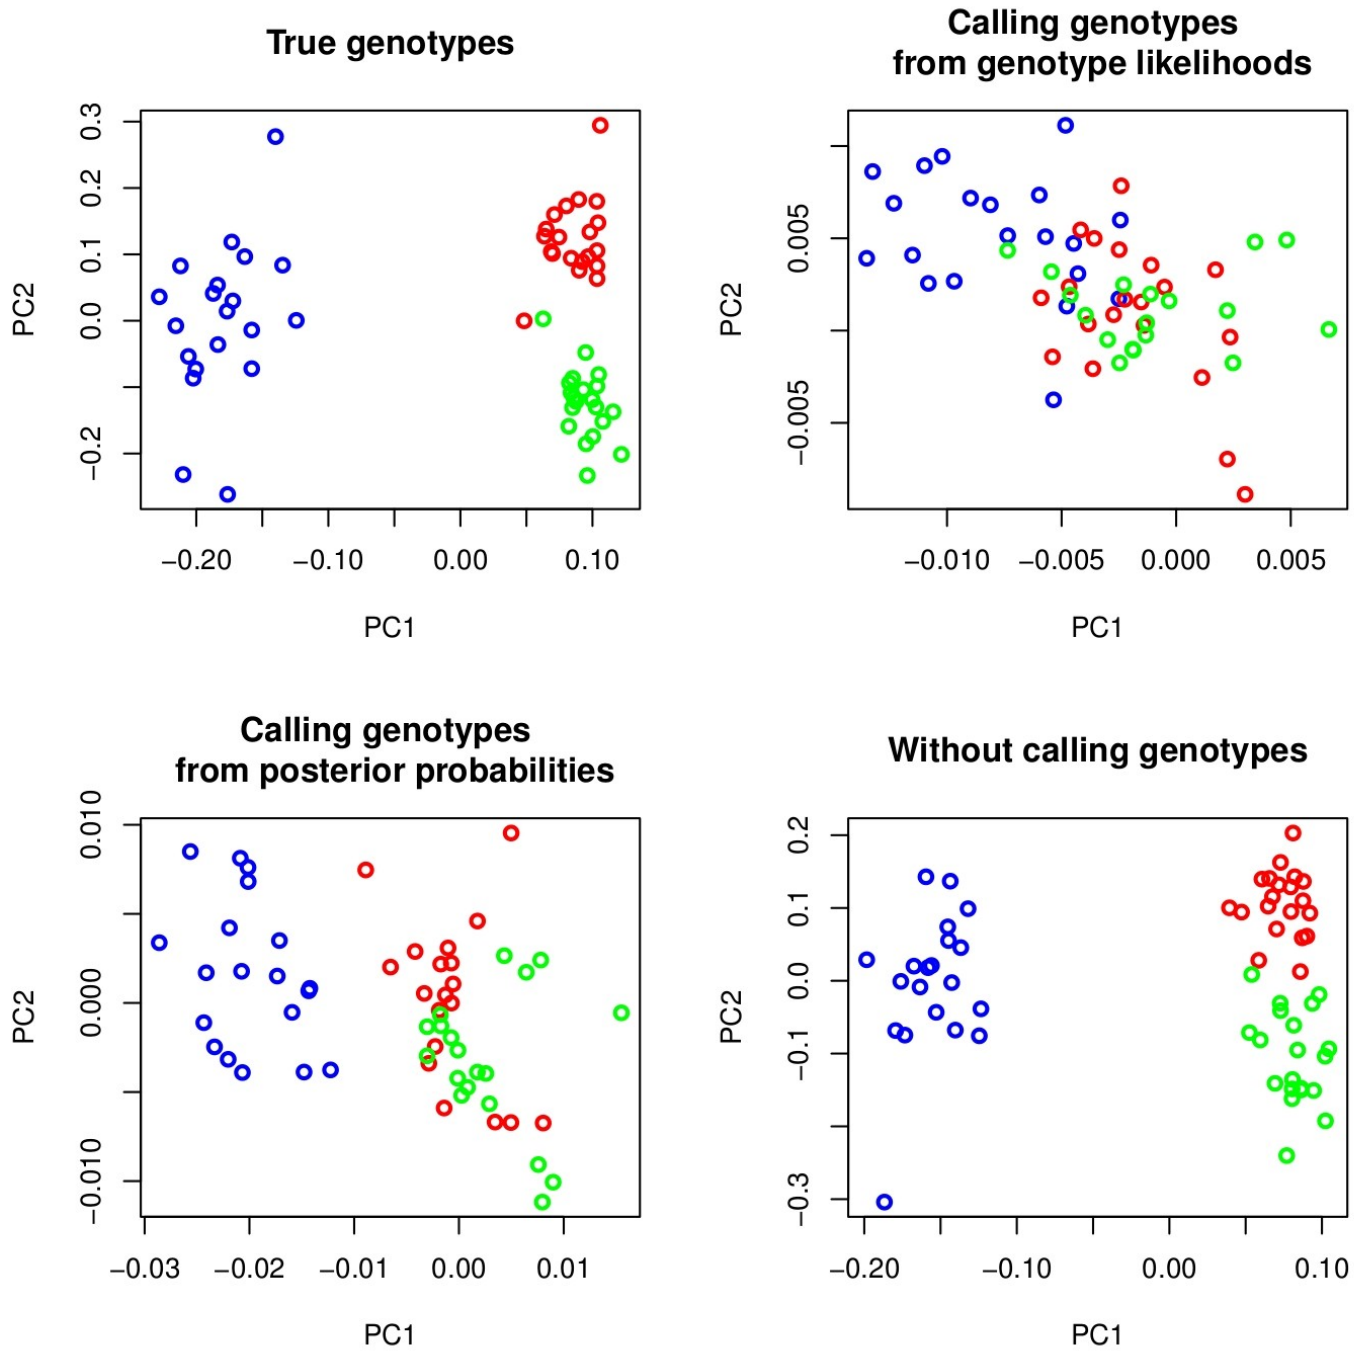 True genotypes
0.3
0.2
0.1
0.0
−0.2
PC2
−0.20
−0.10
0.00
0.10
PC1
Calling genotypes
from genotype likelihoods
0.005
−0.005
PC2
−0.010
−0.005
0.000
0.005
PC1
Calling genotypes
from posterior probabilities
0.010
0.000
−0.010
PC2
−0.03
−0.02
−0.01
0.00
0.01
PC1
Without calling genotypes
0.2
0.1
0.0
−0.1
−0.3
PC2
−0.20
−0.10
0.00
0.10
PC1